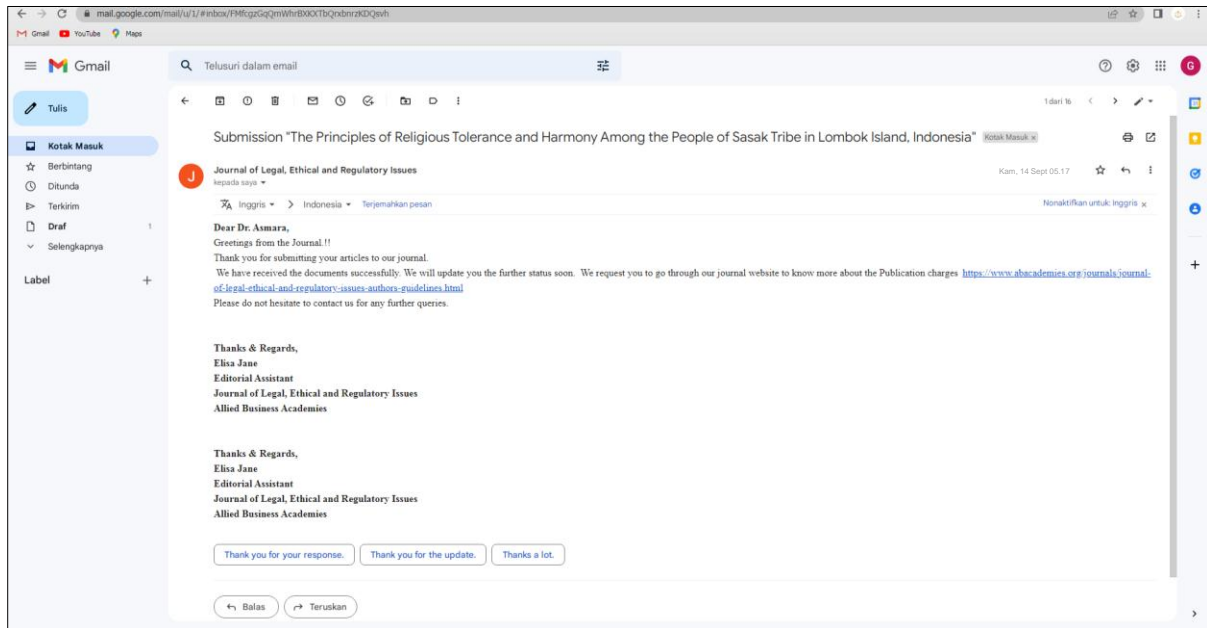 mail.google.com/mail/u/1/#inbox/FMfcgzGqQmWhrBXKXTbQrxbnrzKDQsvh
Gmail YouTube Maps
Gmail
Telusuri dalam email
G
Tulis
1 dari 16
Kotak Masuk
Berbintang
Ditunda
Terkirim
Draf 1
Selengkapnya
Label +
Submission "The Principles of Religious Tolerance and Harmony Among the People of Sasak Tribe in Lombok Island, Indonesia" Kotak Masuk x
J
Journal of Legal, Ethical and Regulatory Issues Kam, 14 Sept 05.17
kepada saya
Inggris > Indonesia Terjemahkan pesan Nonaktifkan untuk: Inggris x
Dear Dr. Asmara,
Greetings from the Journal.!!
Thank you for submitting your articles to our journal.
We have received the documents successfully. We will update you the further status soon. We request you to go through our journal website to know more about the Publication charges https://www.abacademies.org/journals/journal-
of-legal-ethical-and-regulatory-issues-authors-guidelines.html
Please do not hesitate to contact us for any further queries.
Thanks & Regards,
Elisa Jane
Editorial Assistant
Journal of Legal, Ethical and Regulatory Issues
Allied Business Academies
Thanks & Regards,
Elisa Jane
Editorial Assistant
Journal of Legal, Ethical and Regulatory Issues
Allied Business Academies
Thank you for your response. Thank you for the update. Thanks a lot.
Balas Teruskan